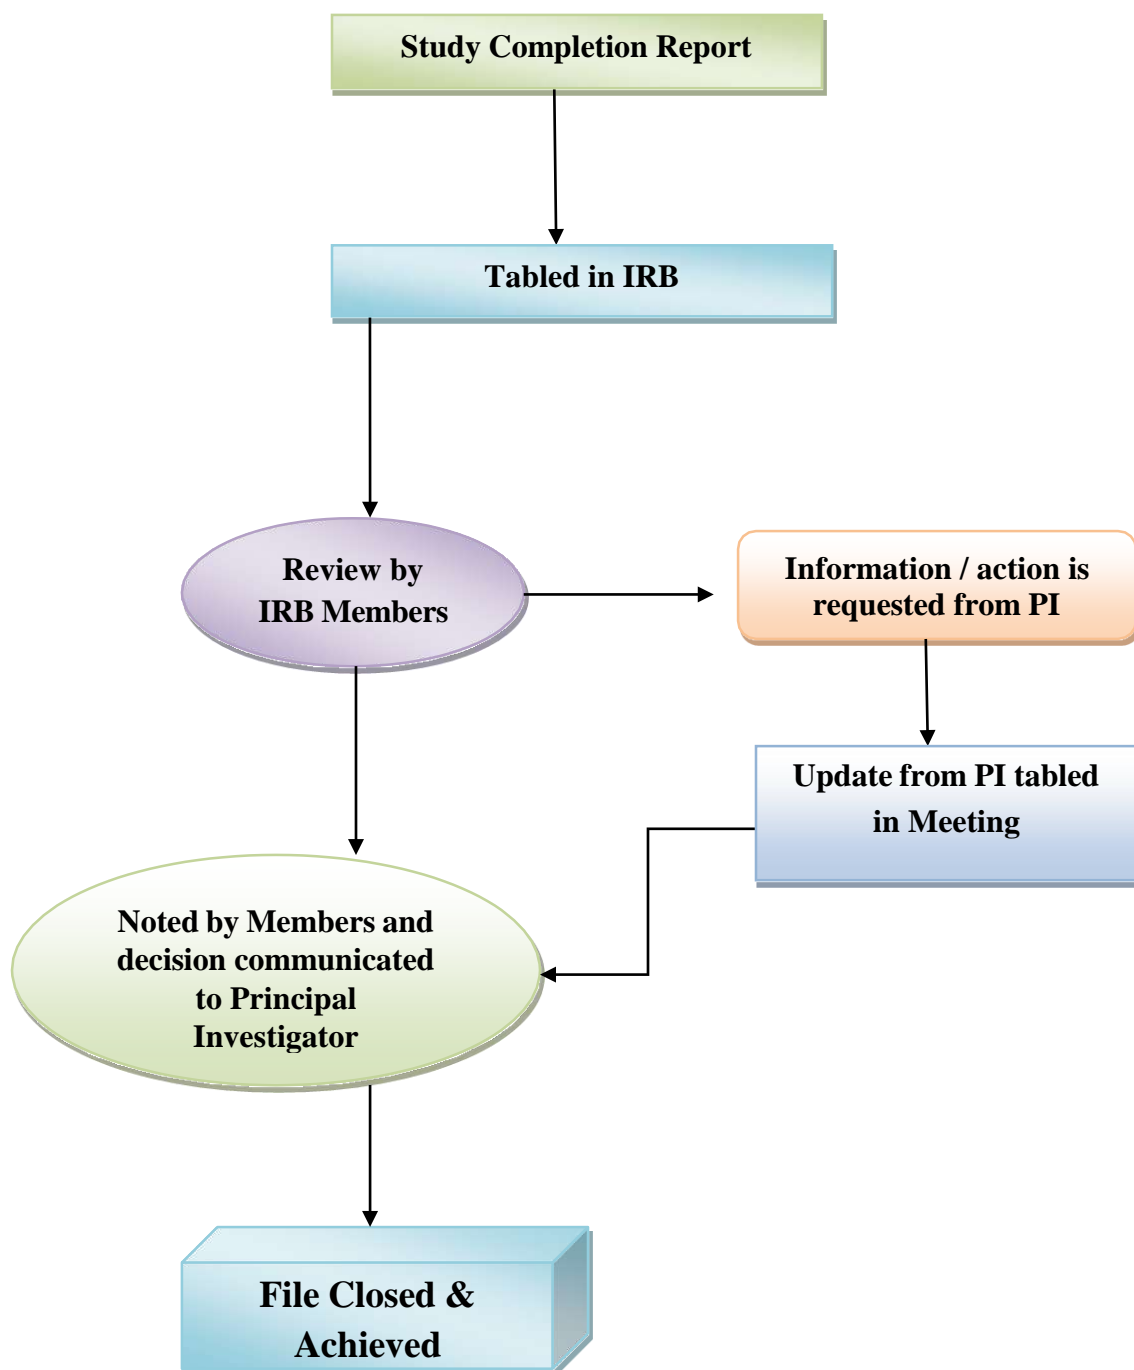 Study Completion Report
Tabled in IRB
Review by
IRB Members
Information / action is
requested from PI
Update from PI tabled
in Meeting
Noted by Members and
decision communicated
to Principal
Investigator
File Closed &
Achieved